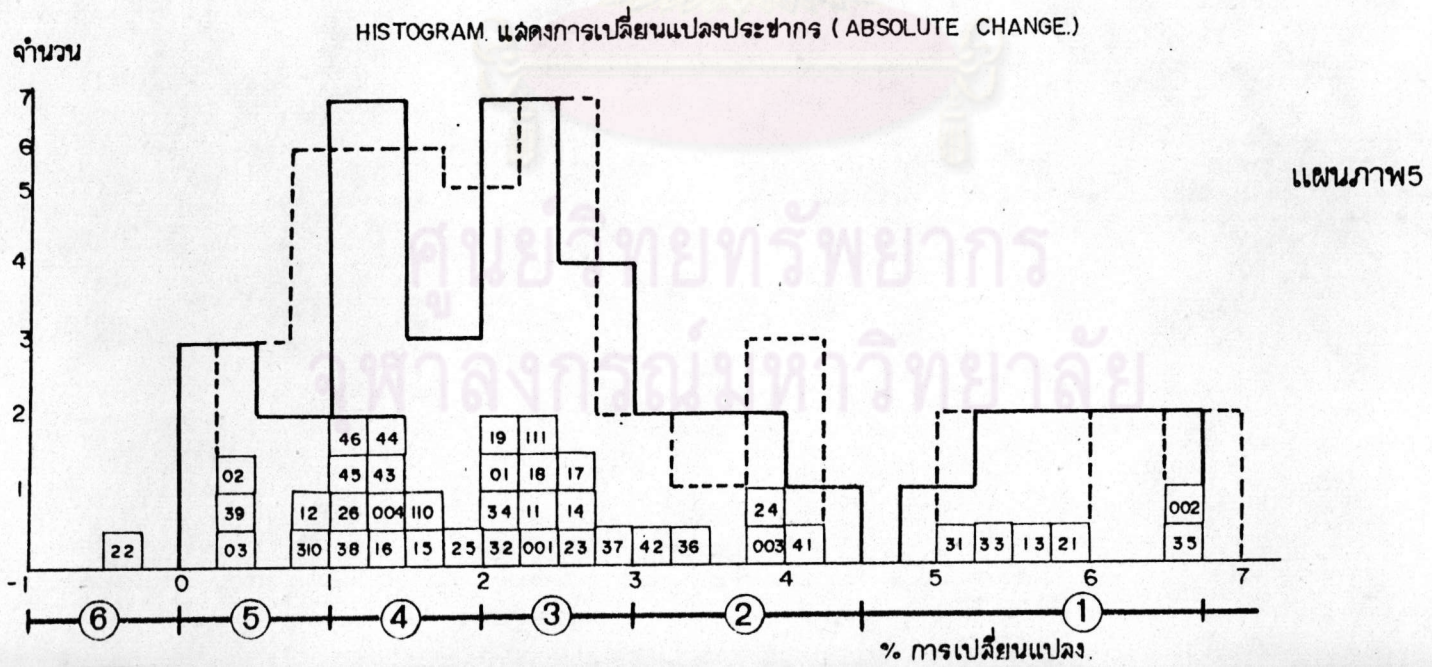 HISTOGRAM. แสดงการเปลี่ยนแปลงประชากร ( ABSOLUTE CHANGE.)
จำนวน
แผนภาพ5
7
6
5
4
3
2
1
ศูนย์วิทยทรัพยากร
จุฬาลงกรณ์มหาวิทยาลัย
46 44 19 111
02 45 43 01 18 17
39 12 26 004 110 34 11 14 24 002
22 03 310 38 16 15 25 32 001 23 37 42 36 003 41 31 33 13 21 35
-1 0 1 2 3 4 5 6 7
6 5 4 3 2 1
% การเปลี่ยนแปลง.